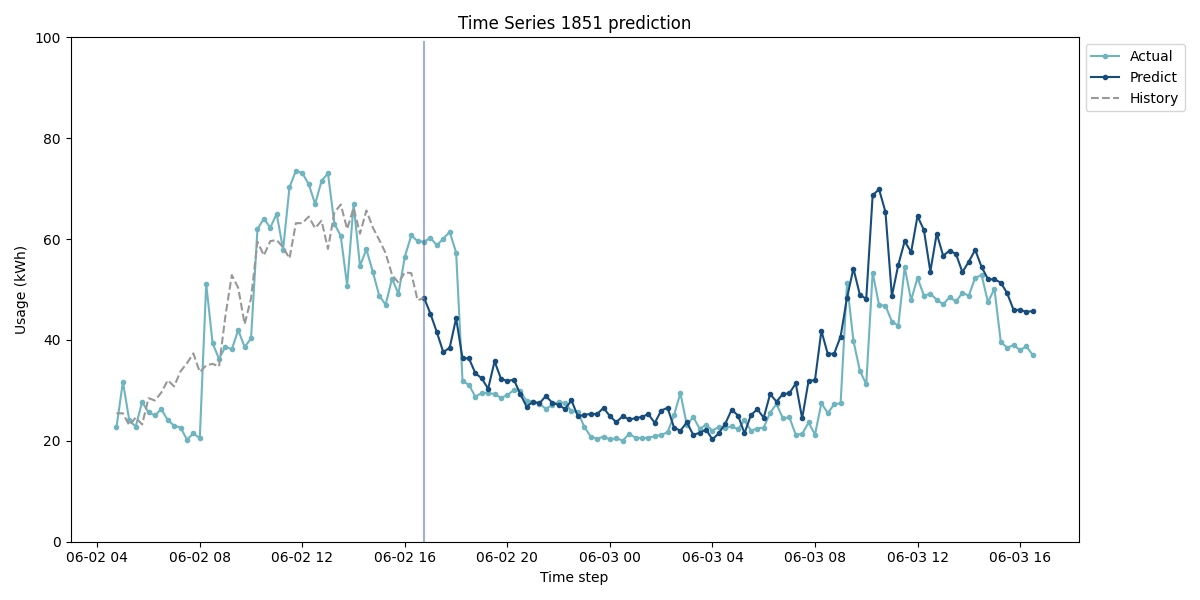 Time Series 1851 prediction
100
80
60
40
20
0
Usage (kWh)
06-02 04
06-02 08
06-02 12
06-02 16
06-02 20
06-03 00
06-03 04
06-03 08
06-03 12
06-03 16
Time step
Actual
Predict
History